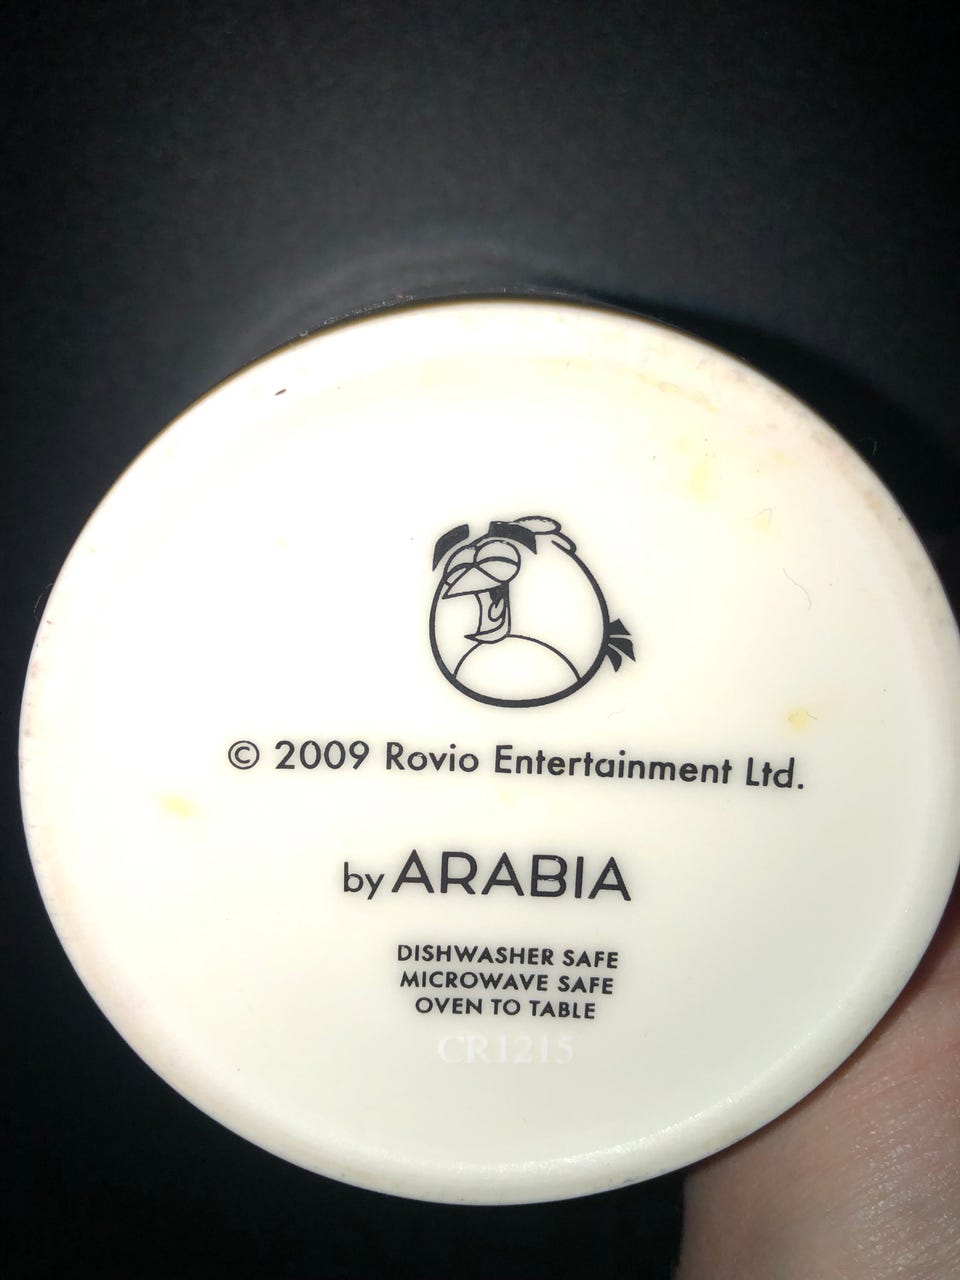 © 2009 Rovio Entertainment Ltd.
by ARABIA
DISHWASHER SAFE
MICROWAVE SAFE
OVEN TO TABLE
CR1215